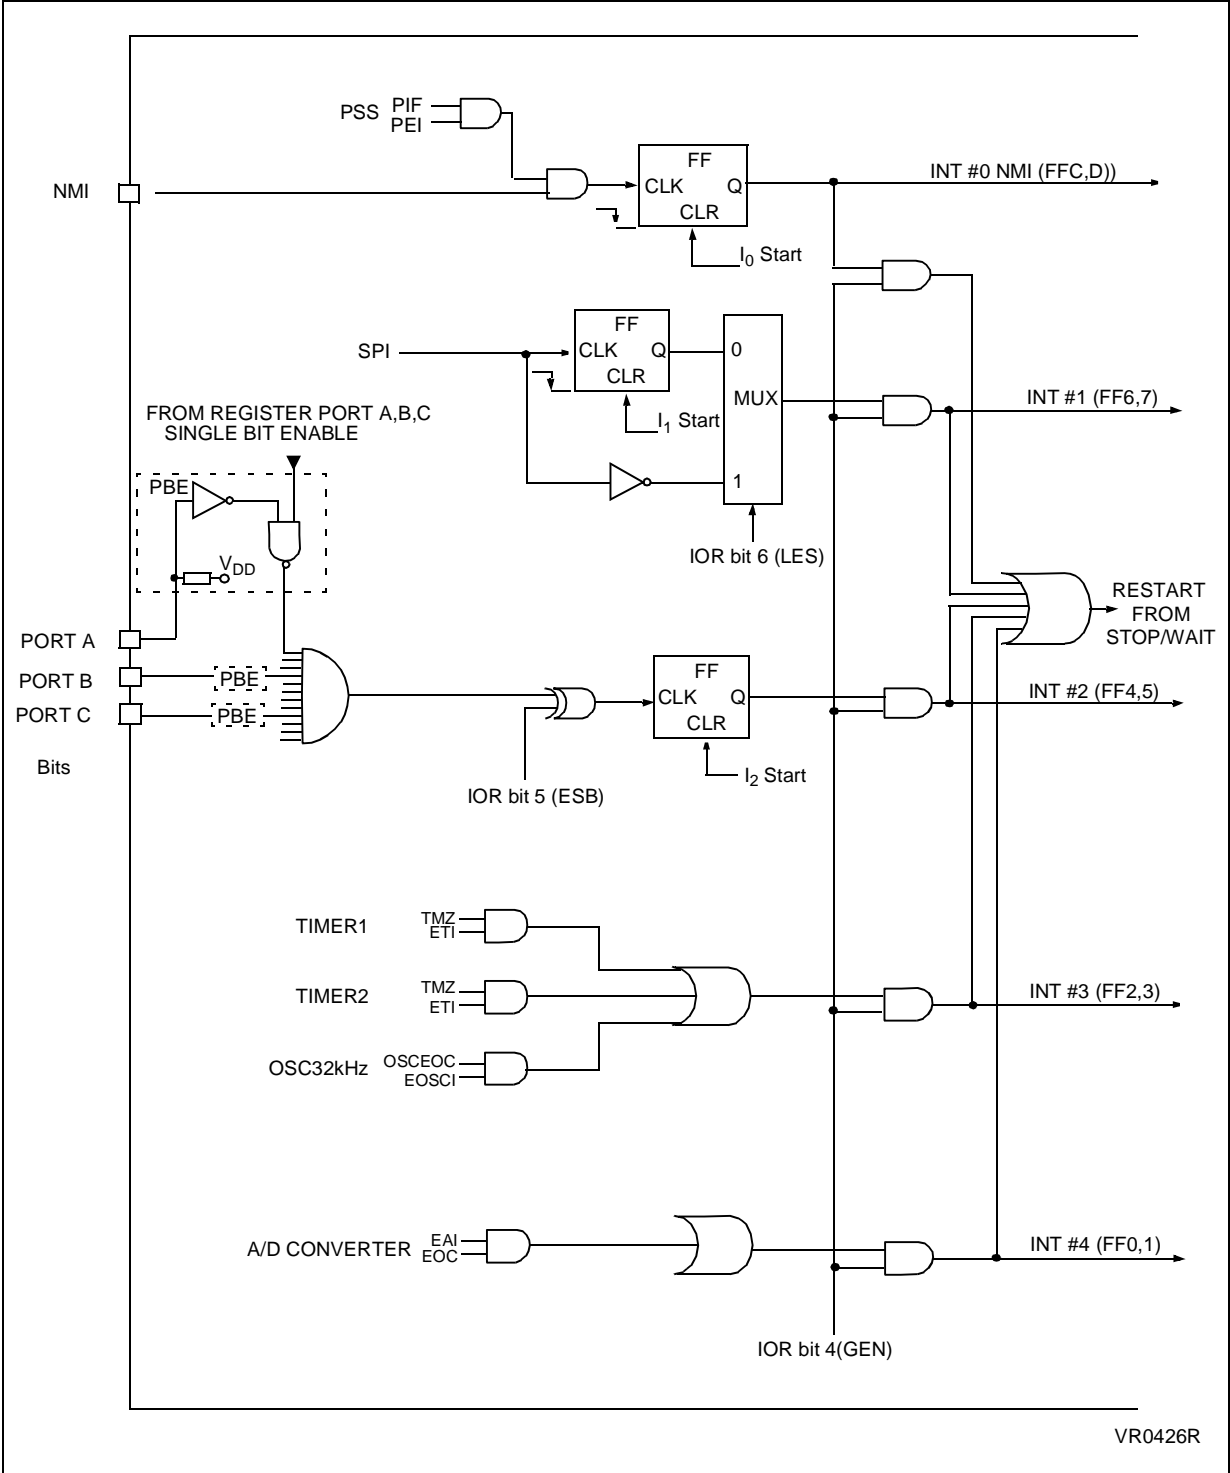 PSS PIF
PEI
NMI
FF
CLK Q
CLR
I0 Start
INT #0 NMI (FFC,D))
SPI
FF
CLK Q
CLR
I1 Start
0
MUX
1
IOR bit 6 (LES)
INT #1 (FF6,7)
FROM REGISTER PORT A,B,C
SINGLE BIT ENABLE
PBE
VDD
PORT A
PORT B
PBE
PORT C
PBE
Bits
FF
CLK Q
CLR
I2 Start
IOR bit 5 (ESB)
RESTART
FROM
STOP/WAIT
INT #2 (FF4,5)
TIMER1 TMZ
ETI
TIMER2 TMZ
ETI
OSC32kHz OSCEOC
EOSCI
INT #3 (FF2,3)
A/D CONVERTER EAI
EOC
INT #4 (FF0,1)
IOR bit 4(GEN)
VR0426R